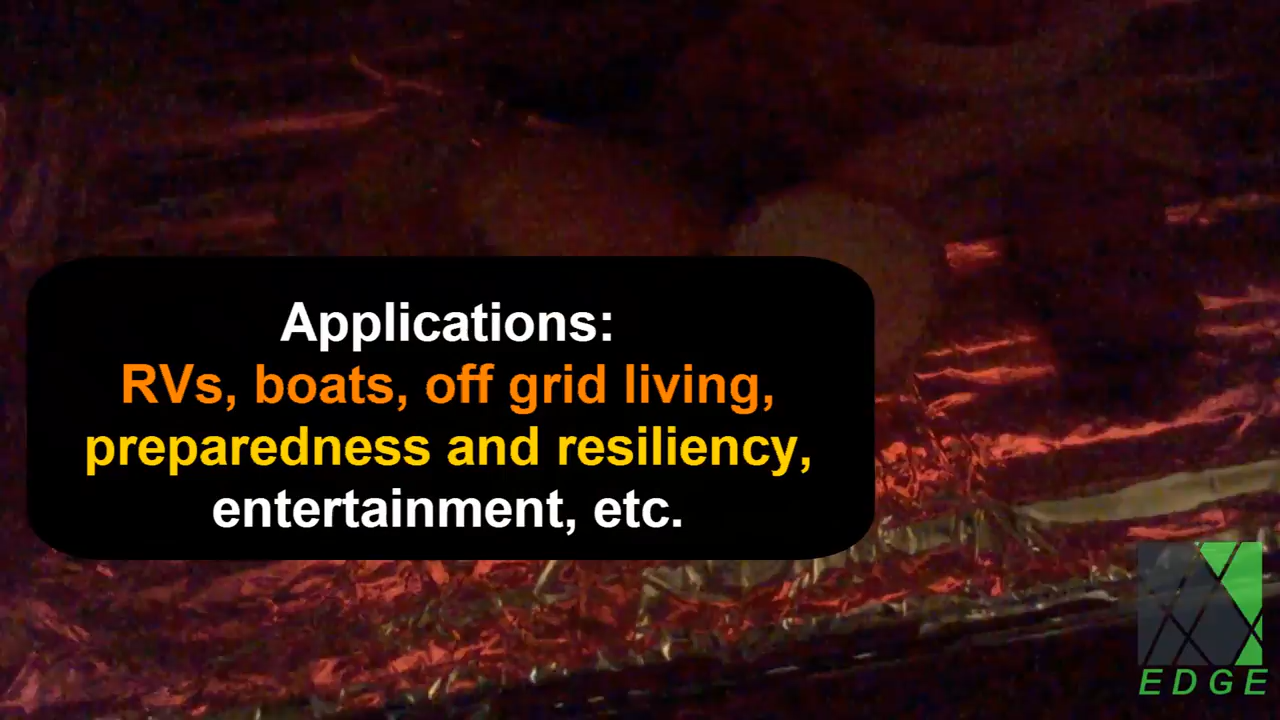 Applications:
RVs, boats, off grid living,
preparedness and resiliency,
entertainment, etc.
EDGE